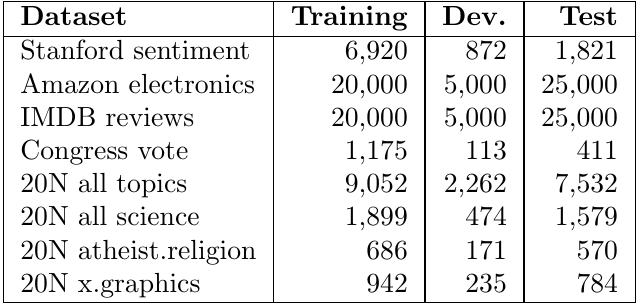 Dataset Training Dev. Test
Stanford sentiment 6,920 872 1,821
Amazon electronics 20,000 5,000 25,000
IMDB reviews 20,000 5,000 25,000
Congress vote 1,175 113 411
20N all topics 9,052 2,262 7,532
20N all science 1,899 474 1,579
20N atheist.religion 686 171 570
20N x.graphics 942 235 784